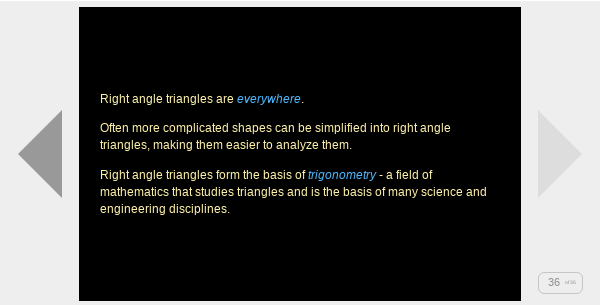 Right angle triangles are everywhere.
Often more complicated shapes can be simplified into right angle
triangles, making them easier to analyze them.
Right angle triangles form the basis of trigonometry - a field of
mathematics that studies triangles and is the basis of many science and
engineering disciplines.
36 of 36